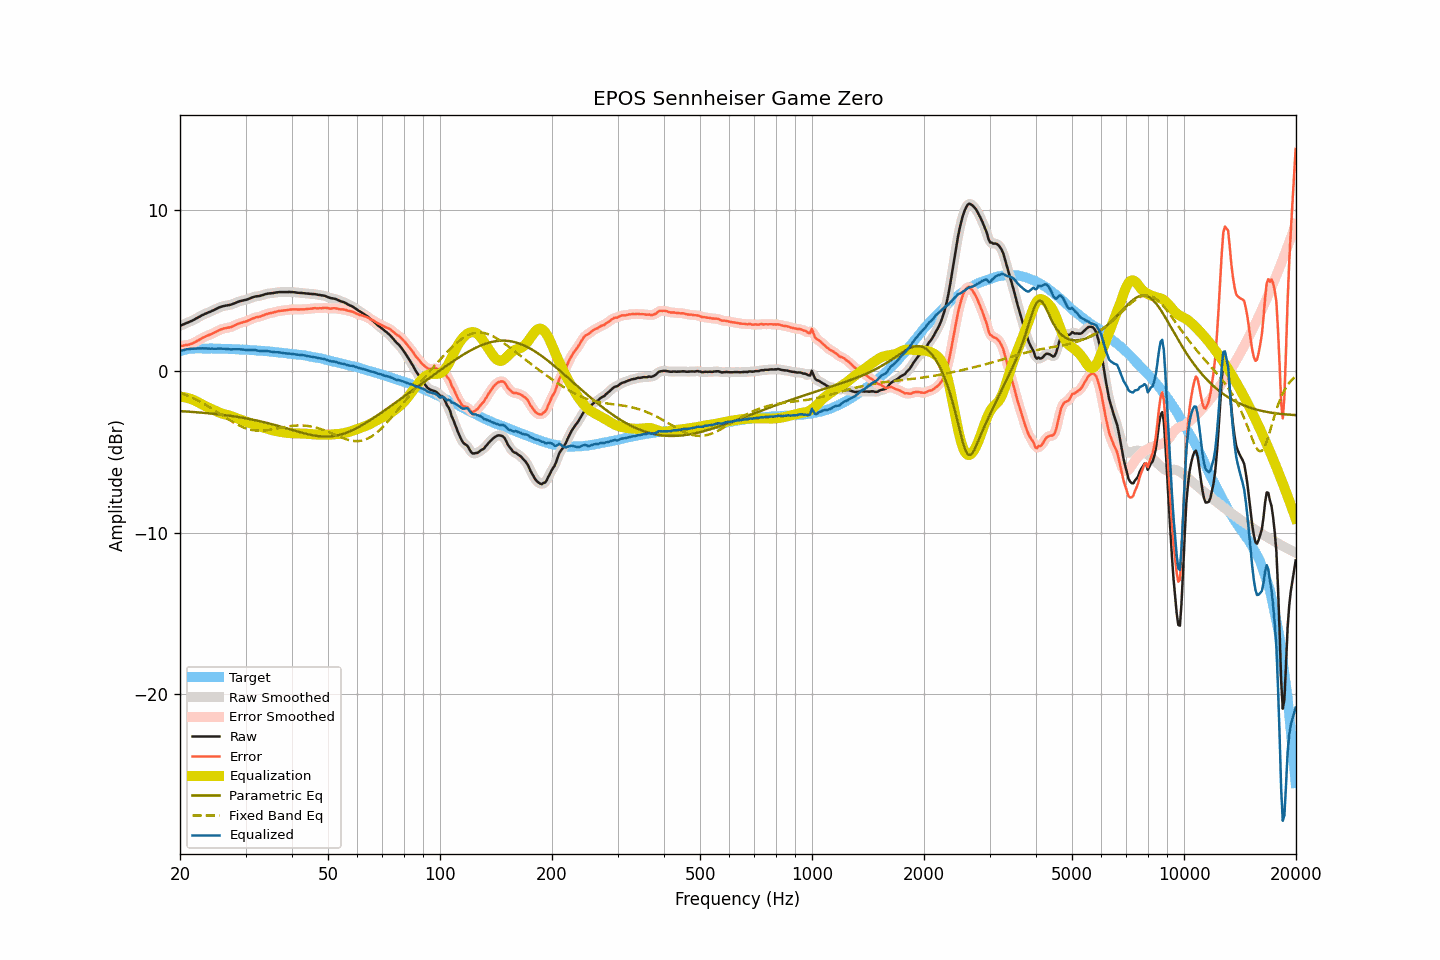 EPOS Sennheiser Game Zero
Amplitude (dBr)
10
0
−10
−20
Target
Raw Smoothed
Error Smoothed
Raw
Error
Equalization
Parametric Eq
Fixed Band Eq
Equalized
20 50 100 200 500 1000 2000 5000 10000 20000
Frequency (Hz)